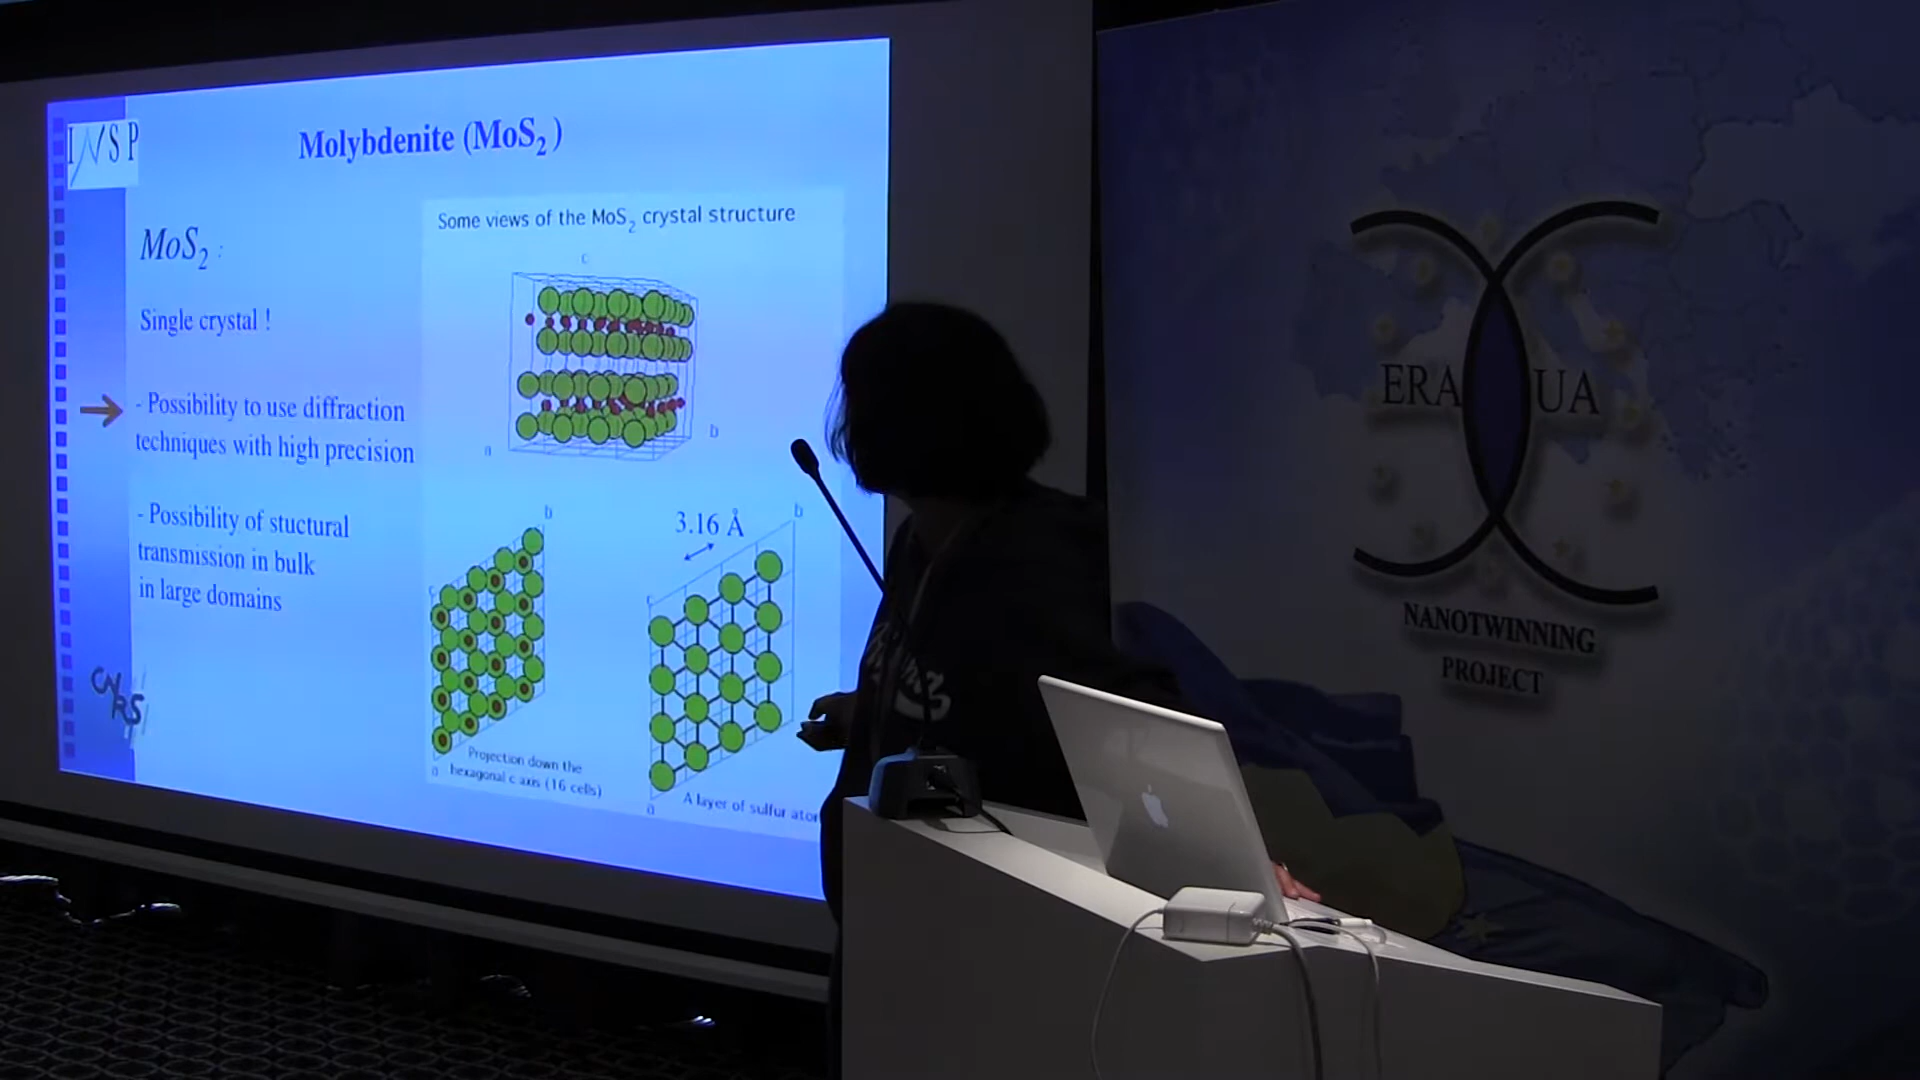 INSP
Molybdenite (MoS2)
MoS2 :
Single crystal !
- Possibility to use diffraction
techniques with high precision
- Possibility of stuctural
transmission in bulk
in large domains
CNRS
Some views of the MoS2 crystal structure
c
a
b
b
c
a
Projection down the
hexagonal c axis (16 cells)
3.16 Å
b
c
a
A layer of sulfur
ERA UA
NANOTWINNING
PROJECT